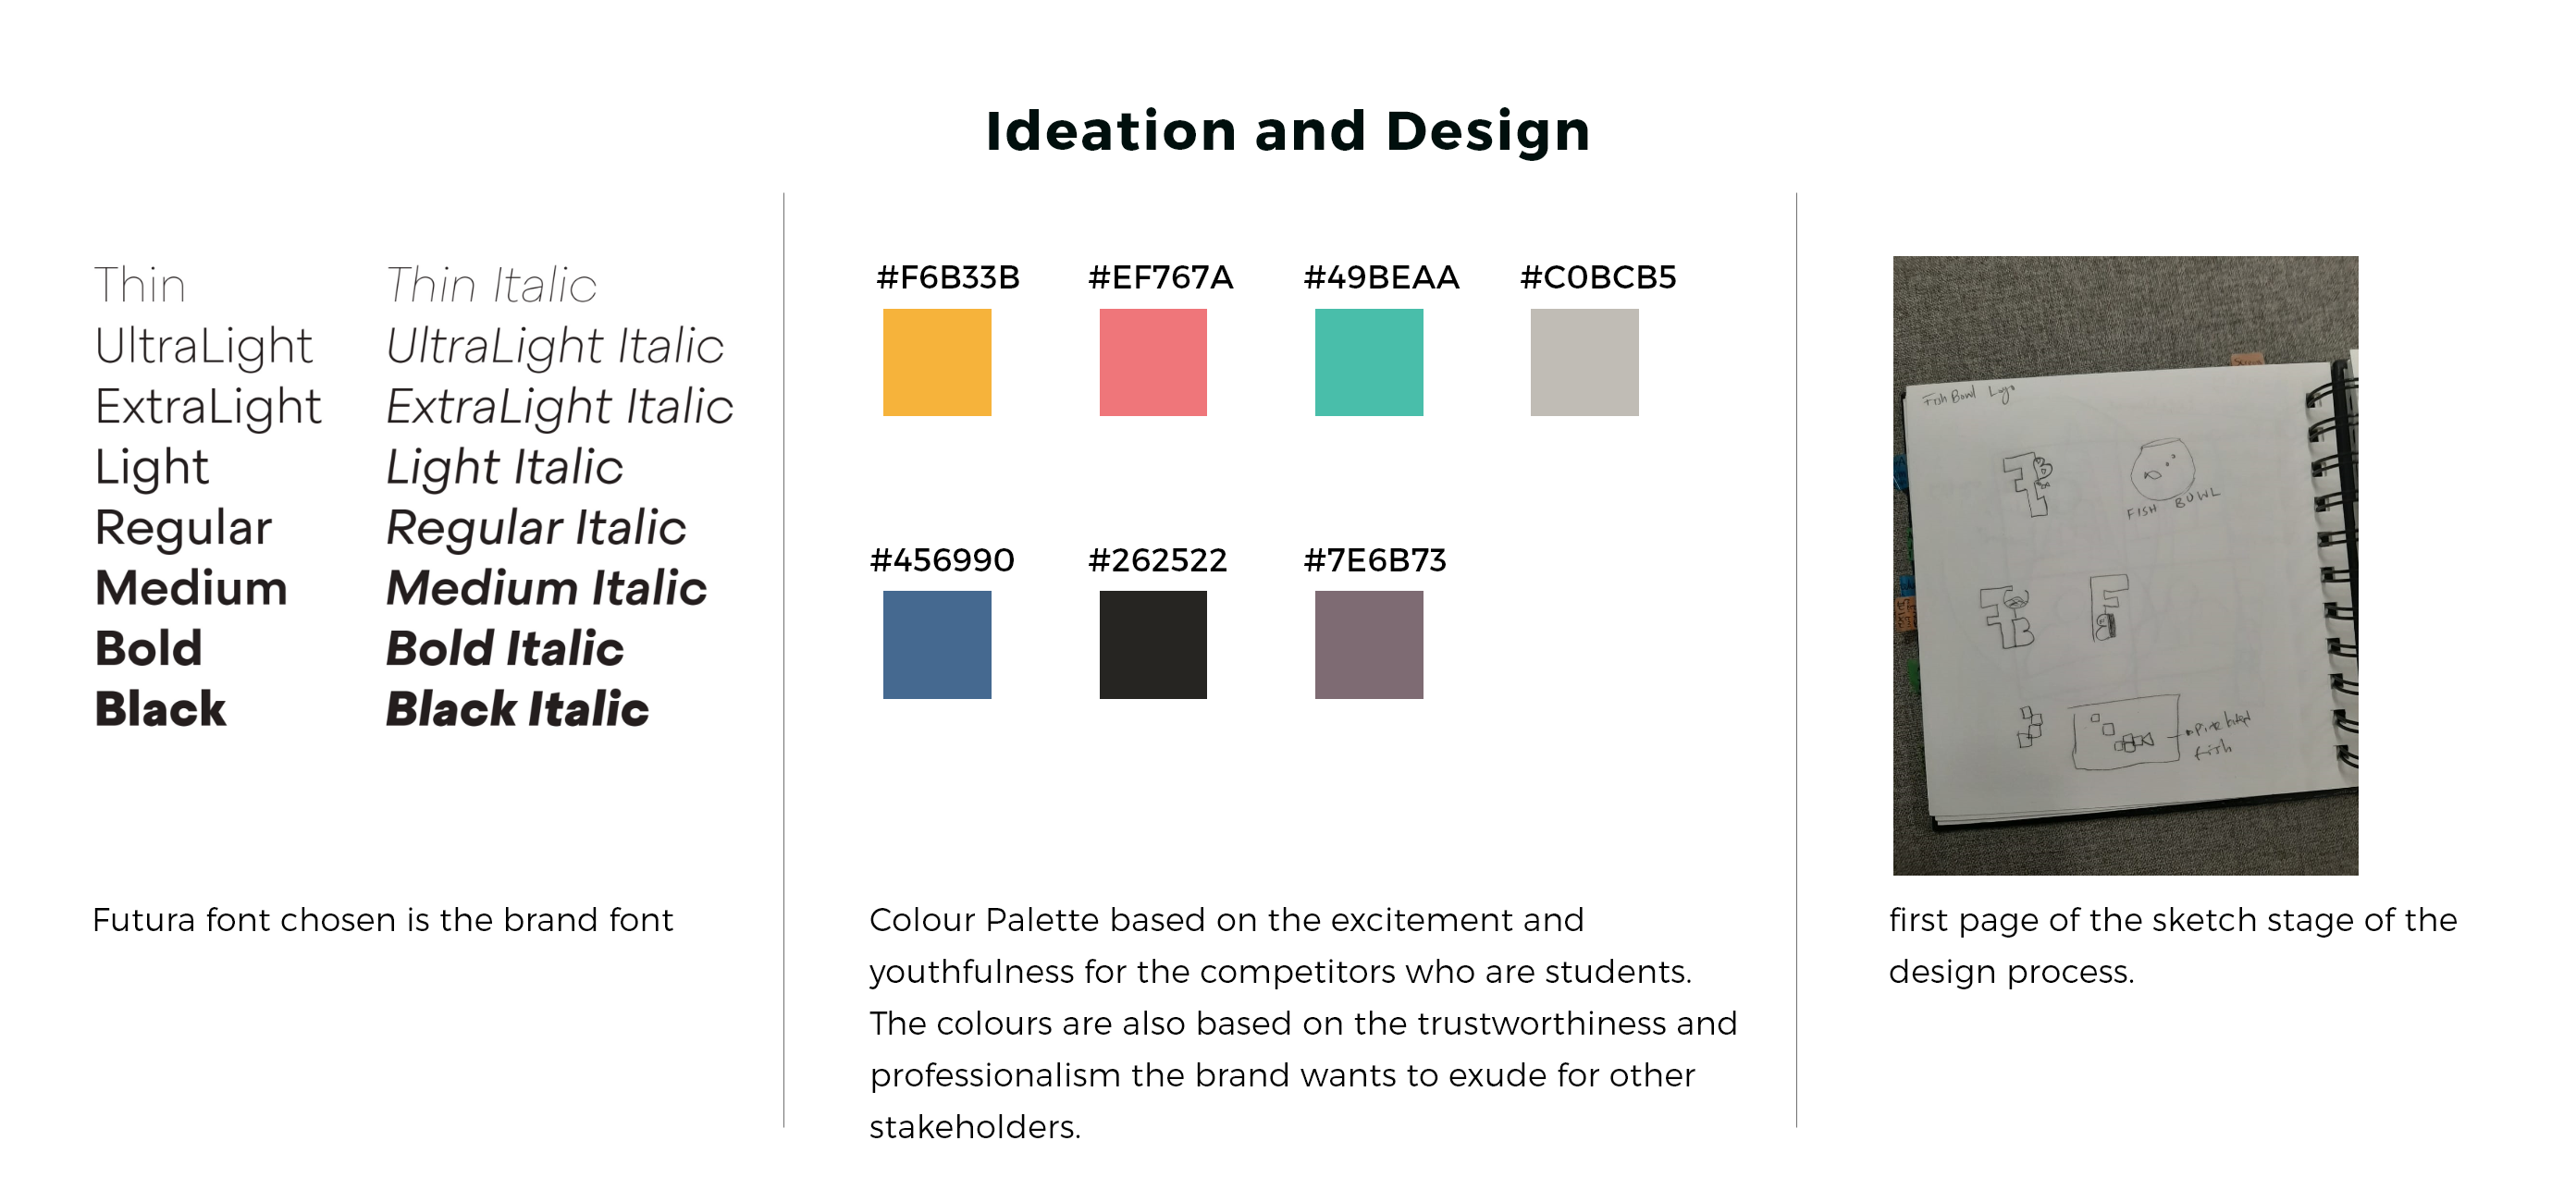 Ideation and Design
Thin
UltraLight
ExtraLight
Light
Regular
Medium
Bold
Black
Thin Italic
UltraLight Italic
ExtraLight Italic
Light Italic
Regular Italic
Medium Italic
Bold Italic
Black Italic
Futura font chosen is the brand font
#F6B33B #EF767A #49BEAA #C0BCB5
#456990 #262522 #7E6B73
Colour Palette based on the excitement and
youthfulness for the competitors who are students.
The colours are also based on the trustworthiness and
professionalism the brand wants to exude for other
stakeholders.
Fish Bowl Logo
FISH BOWL
fish
first page of the sketch stage of the
design process.